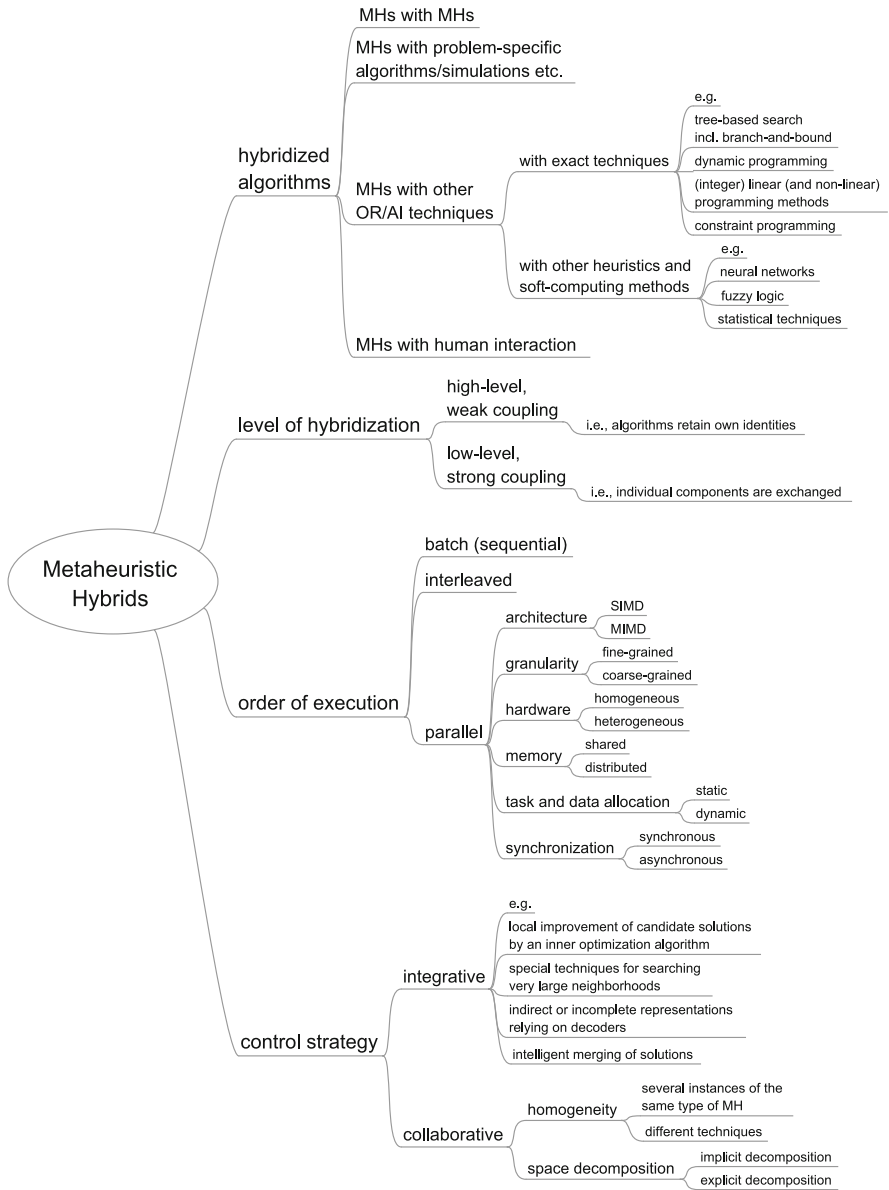 MHs with MHs
MHs with problem-specific
algorithms/simulations etc.
hybridized
algorithms
MHs with other
OR/AI techniques
with exact techniques
e.g.
tree-based search
incl. branch-and-bound
dynamic programming
(integer) linear (and non-linear)
programming methods
constraint programming
with other heuristics and
soft-computing methods
e.g.
neural networks
fuzzy logic
statistical techniques
MHs with human interaction
level of hybridization
high-level,
weak coupling
i.e., algorithms retain own identities
low-level,
strong coupling
i.e., individual components are exchanged
Metaheuristic
Hybrids
order of execution
batch (sequential)
interleaved
parallel
architecture
SIMD
MIMD
granularity
fine-grained
coarse-grained
hardware
homogeneous
heterogeneous
memory
shared
distributed
task and data allocation
static
dynamic
synchronization
synchronous
asynchronous
control strategy
integrative
e.g.
local improvement of candidate solutions
by an inner optimization algorithm
special techniques for searching
very large neighborhoods
indirect or incomplete representations
relying on decoders
intelligent merging of solutions
collaborative
homogeneity
several instances of the
same type of MH
different techniques
space decomposition
implicit decomposition
explicit decomposition